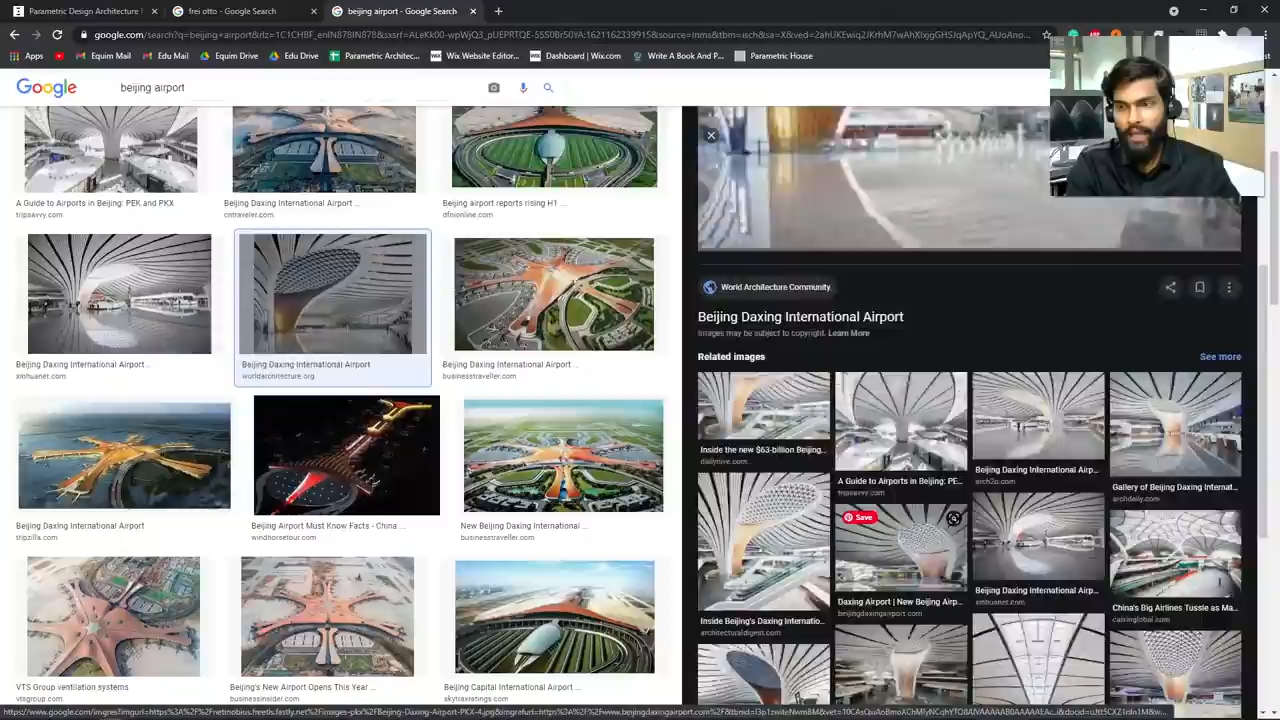 Parametric Design Architecture
frei otto - Google Search
beijing airport - Google Search
Apps
Equim Mail
Edu Mail
Equim Drive
Edu Drive
Parametric Architec...
Wix Website Editor...
Dashboard | Wix.com
Write A Book And P...
Parametric House
Google
beijing airport
A Guide to Airports in Beijing: PEK and PKX
tripsavvy.com
Beijing Daxing International Airport ...
cntraveler.com
Beijing airport reports rising H1 ...
dfnionline.com
Beijing Daxing International Airport ...
xinhuanet.com
Beijing Daxing International Airport
worldarchitecture.org
Beijing Daxing International Airport ...
businesstraveller.com
Beijing Daxing International Airport
tripzilla.com
Beijing Airport Must Know Facts - China ...
windhorsetour.com
New Beijing Daxing International ...
businesstraveller.com
VTS Group ventilation systems
vtsgroup.com
Beijing's New Airport Opens This Year ...
businessinsider.com
Beijing Capital International Airport ...
skytraxratings.com
World Architecture Community
Beijing Daxing International Airport
Images may be subject to copyright. Learn More
Related images
See more
Inside the new $63-billion Beijing...
dailyhive.com
A Guide to Airports in Beijing: PE...
tripsavvy.com
Beijing Daxing International Airp...
arch2o.com
Gallery of Beijing Daxing Internat...
archdaily.com
Save
Inside Beijing's Daxing Internatio...
architecturaldigest.com
Daxing Airport | New Beijing Airp...
beijingdaxingairport.com
Beijing Daxing International Airp...
xinhuanet.com
China's Big Airlines Tussle as Ma...
caixinglobal.com